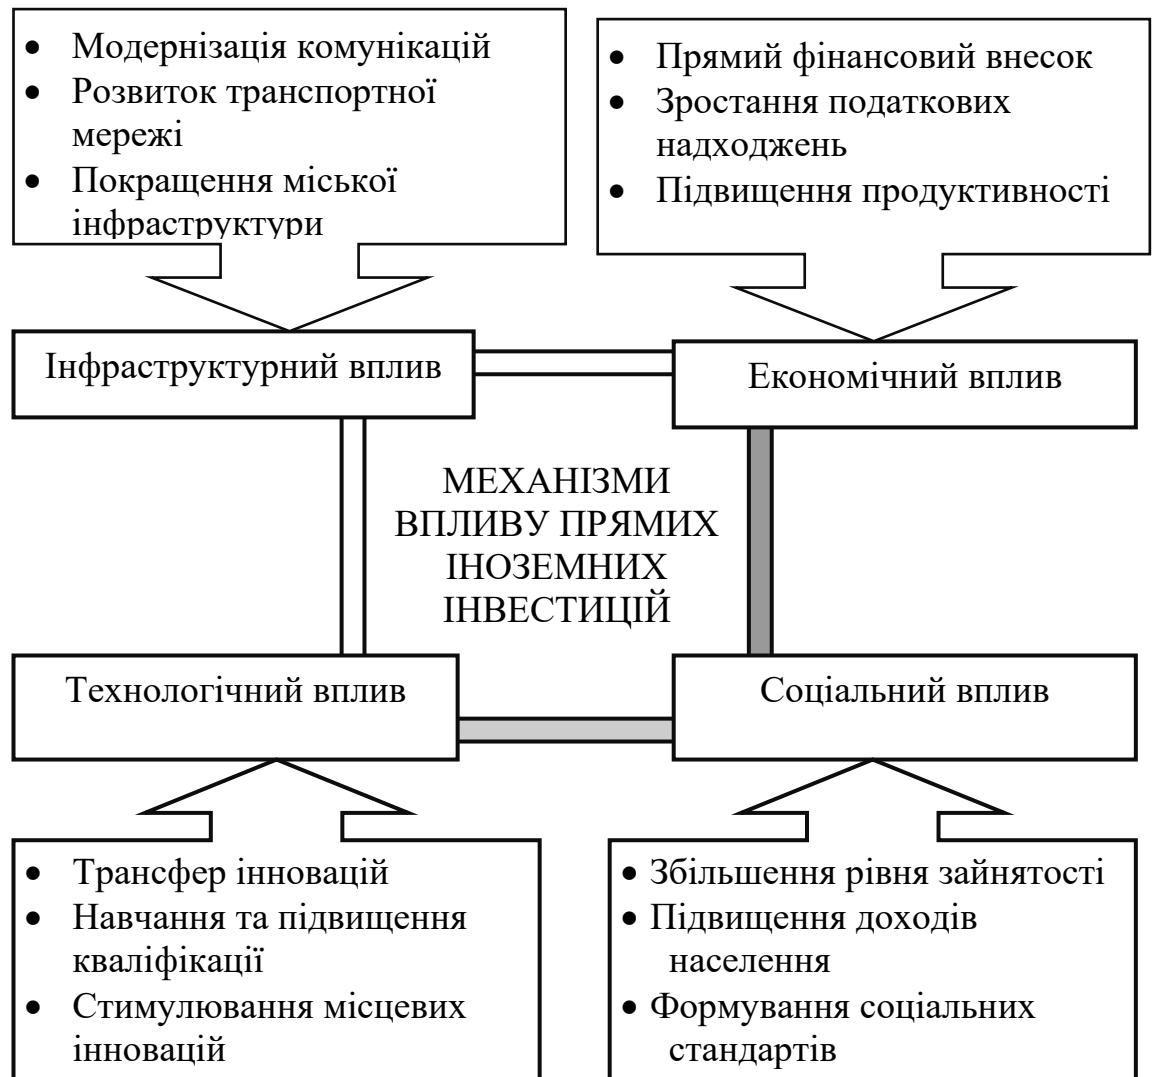 • Модернізація комунікацій
• Розвиток транспортної
мережі
• Покращення міської
інфраструктури
• Прямий фінансовий внесок
• Зростання податкових
надходжень
• Підвищення продуктивності
Інфраструктурний вплив
Економічний вплив
МЕХАНІЗМИ
ВПЛИВУ ПРЯМИХ
ІНОЗЕМНИХ
ІНВЕСТИЦІЙ
Технологічний вплив
Соціальний вплив
• Трансфер інновацій
• Навчання та підвищення
кваліфікації
• Стимулювання місцевих
інновацій
• Збільшення рівня зайнятості
• Підвищення доходів
населення
• Формування соціальних
стандартів